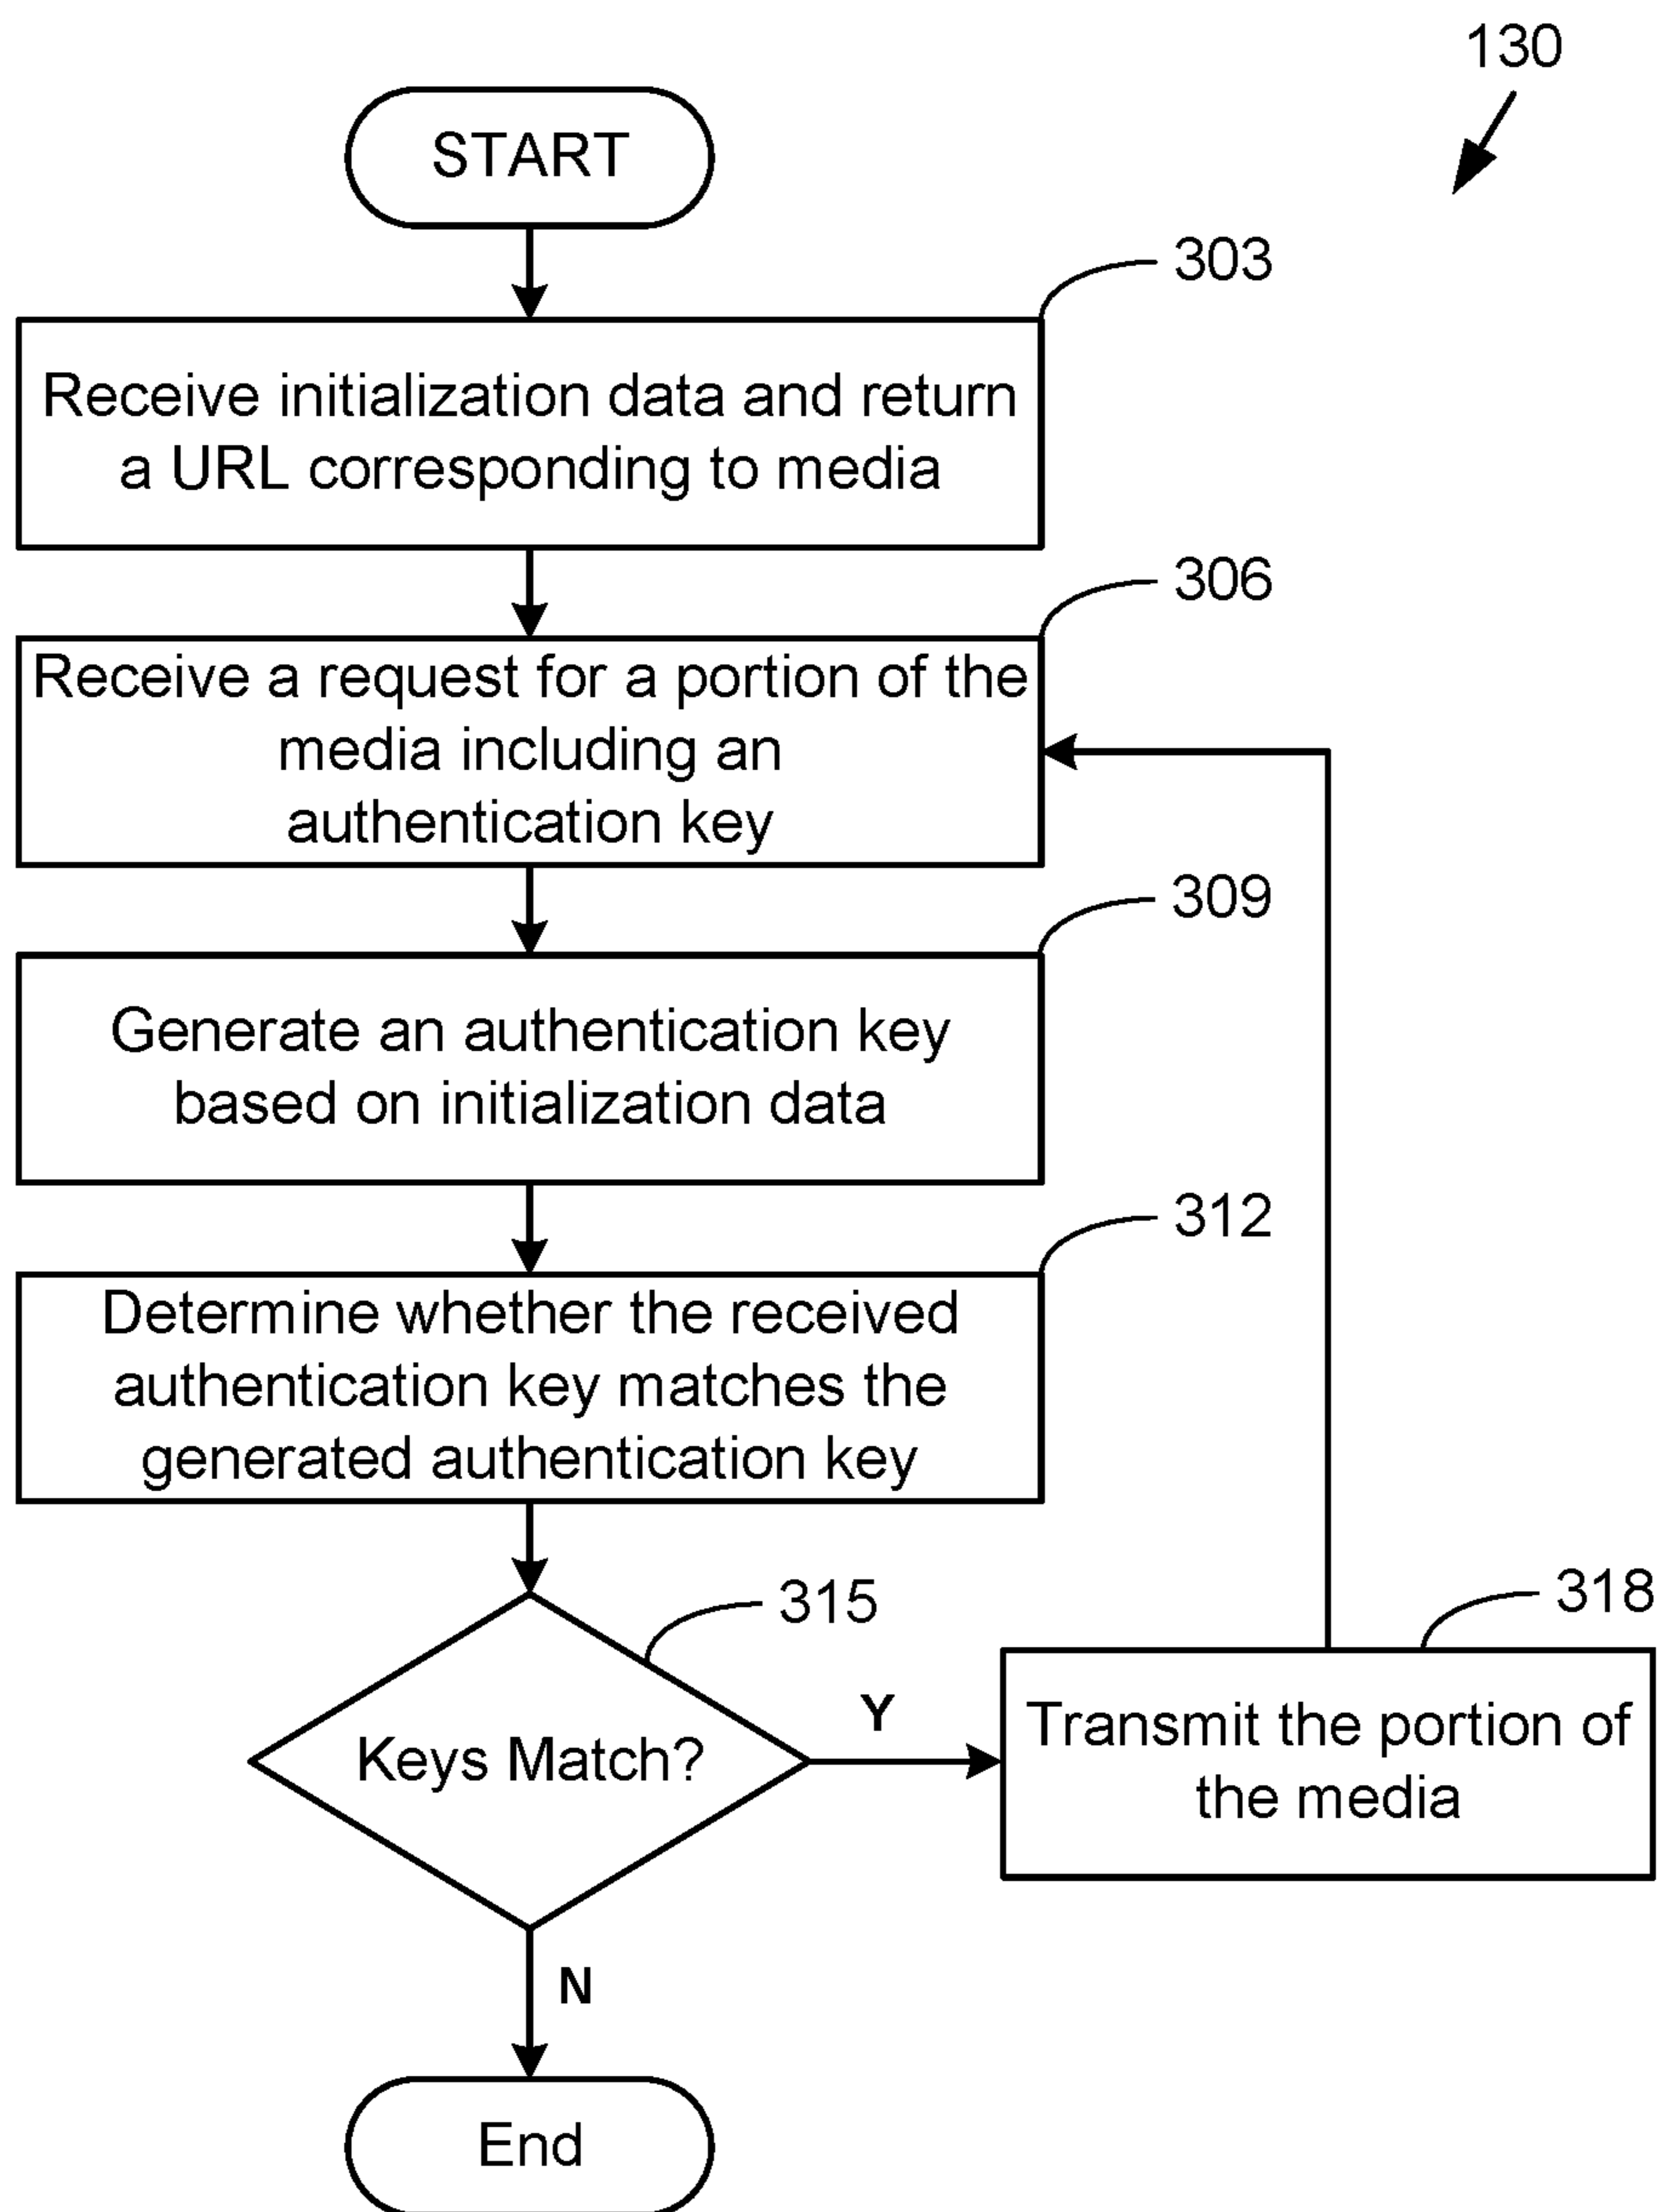 130
START
303
Receive initialization data and return
a URL corresponding to media
306
Receive a request for a portion of the
media including an
authentication key
309
Generate an authentication key
based on initialization data
312
Determine whether the received
authentication key matches the
generated authentication key
315
Keys Match?
Y
318
Transmit the portion of
the media
N
End